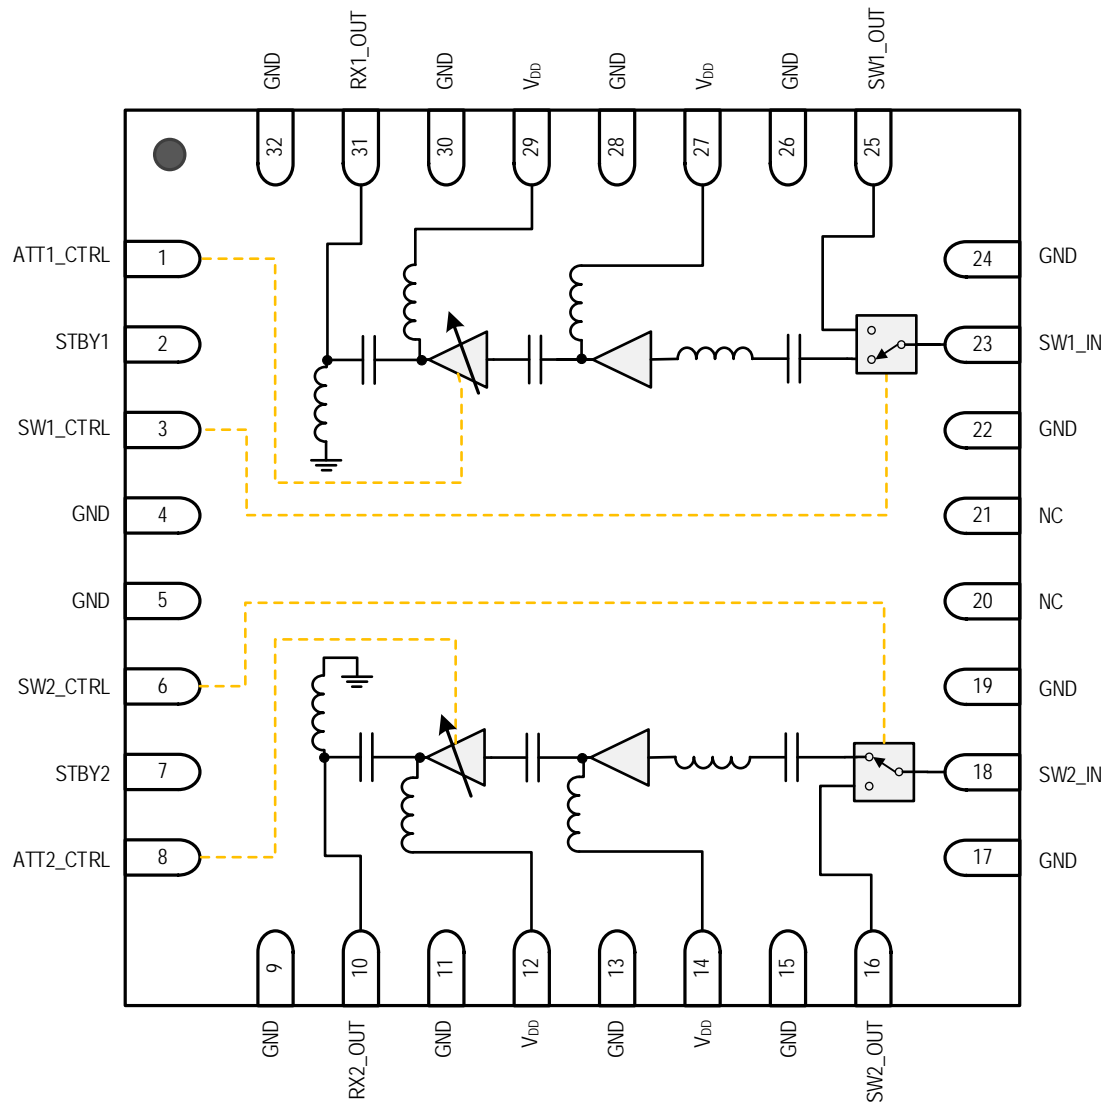 GND
RX1_OUT
GND
VDD
GND
VDD
GND
SW1_OUT
32
31
30
29
28
27
26
25
ATT1_CTRL
1
24
GND
STBY1
2
23
SW1_IN
SW1_CTRL
3
22
GND
GND
4
21
NC
GND
5
20
NC
SW2_CTRL
6
19
GND
STBY2
7
18
SW2_IN
ATT2_CTRL
8
17
GND
9
10
11
12
13
14
15
16
GND
RX2_OUT
GND
VDD
GND
VDD
GND
SW2_OUT